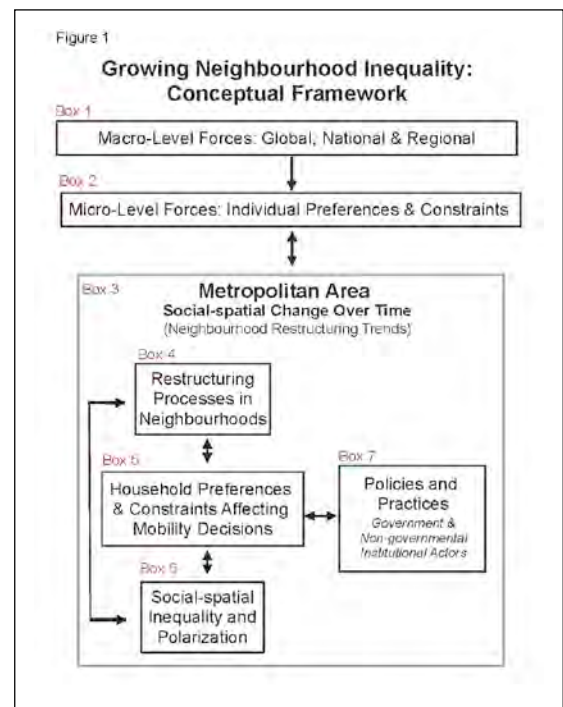 Figure 1
Growing Neighbourhood Inequality:
Conceptual Framework
Box 1
Macro-Level Forces: Global, National & Regional
Box 2
Micro-Level Forces: Individual Preferences & Constraints
Box 3
Metropolitan Area
Social-spatial Change Over Time
(Neighbourhood Restructuring Trends)
Box 4
Restructuring
Processes in
Neighbourhoods
Box 5
Household Preferences
& Constraints Affecting
Mobility Decisions
Box 7
Policies and
Practices
Government &
Non-governmental
Institutional Actors
Box 6
Social-spatial
Inequality and
Polarization